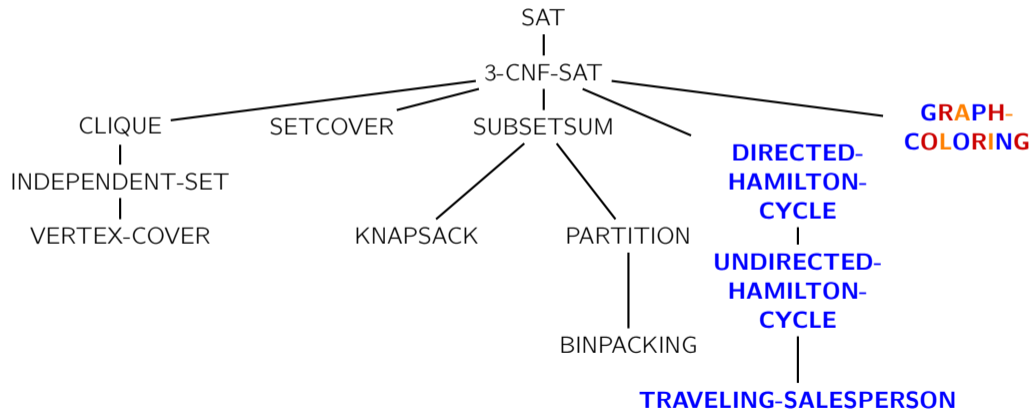 SAT
3-CNF-SAT
CLIQUE
SETCOVER
SUBSETSUM
GRAPH-
COLORING
DIRECTED-
HAMILTON-
CYCLE
INDEPENDENT-SET
VERTEX-COVER
KNAPSACK
PARTITION
UNDIRECTED-
HAMILTON-
CYCLE
BINPACKING
TRAVELING-SALESPERSON